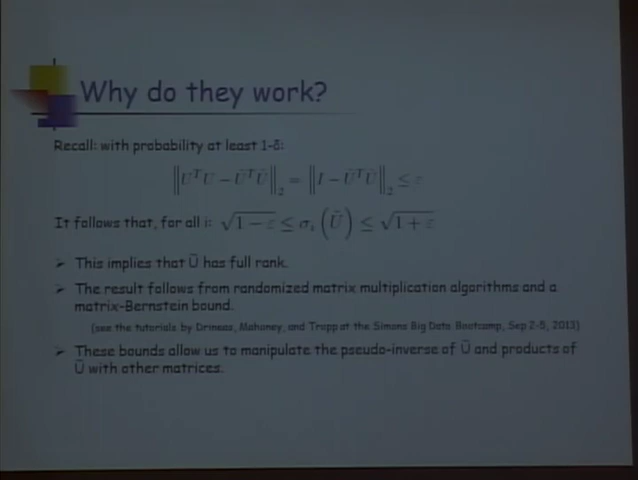 Why do they work?
Recall: with probability at least 1-δ:
‖UᵀU − ŨᵀŨ‖₂ = ‖I − ŨᵀŨ‖₂ ≤ ε
It follows that, for all i: √(1 − ε) ≤ σᵢ(Ũ) ≤ √(1 + ε)
➤ This implies that Ũ has full rank.
➤ The result follows from randomized matrix multiplication algorithms and a
matrix-Bernstein bound.
(see the tutorials by Drineas, Mahoney, and Tropp at the Simons Big Data Bootcamp, Sep 2-5, 2013)
➤ These bounds allow us to manipulate the pseudo-inverse of Ũ and products of
Ũ with other matrices.